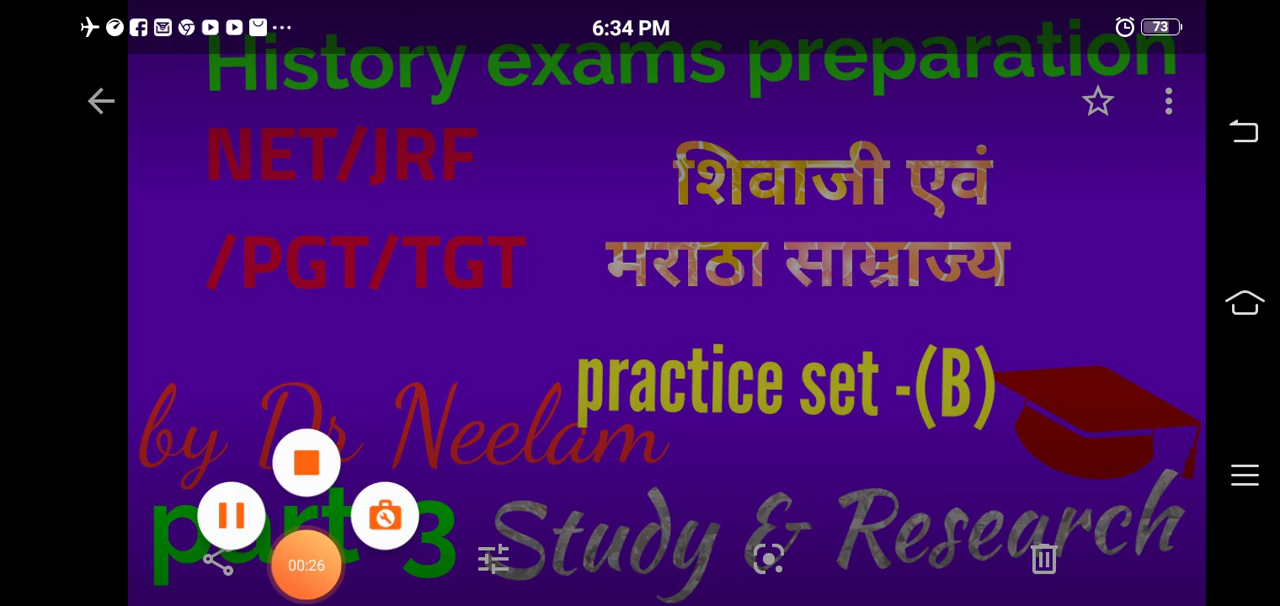 6:34 PM
73
History exams preparation
NET/JRF
/PGT/TGT
शिवाजी एवं
मराठा साम्राज्य
practice set -(B)
by Dr Neelam
part 3
Study & Research
00:26